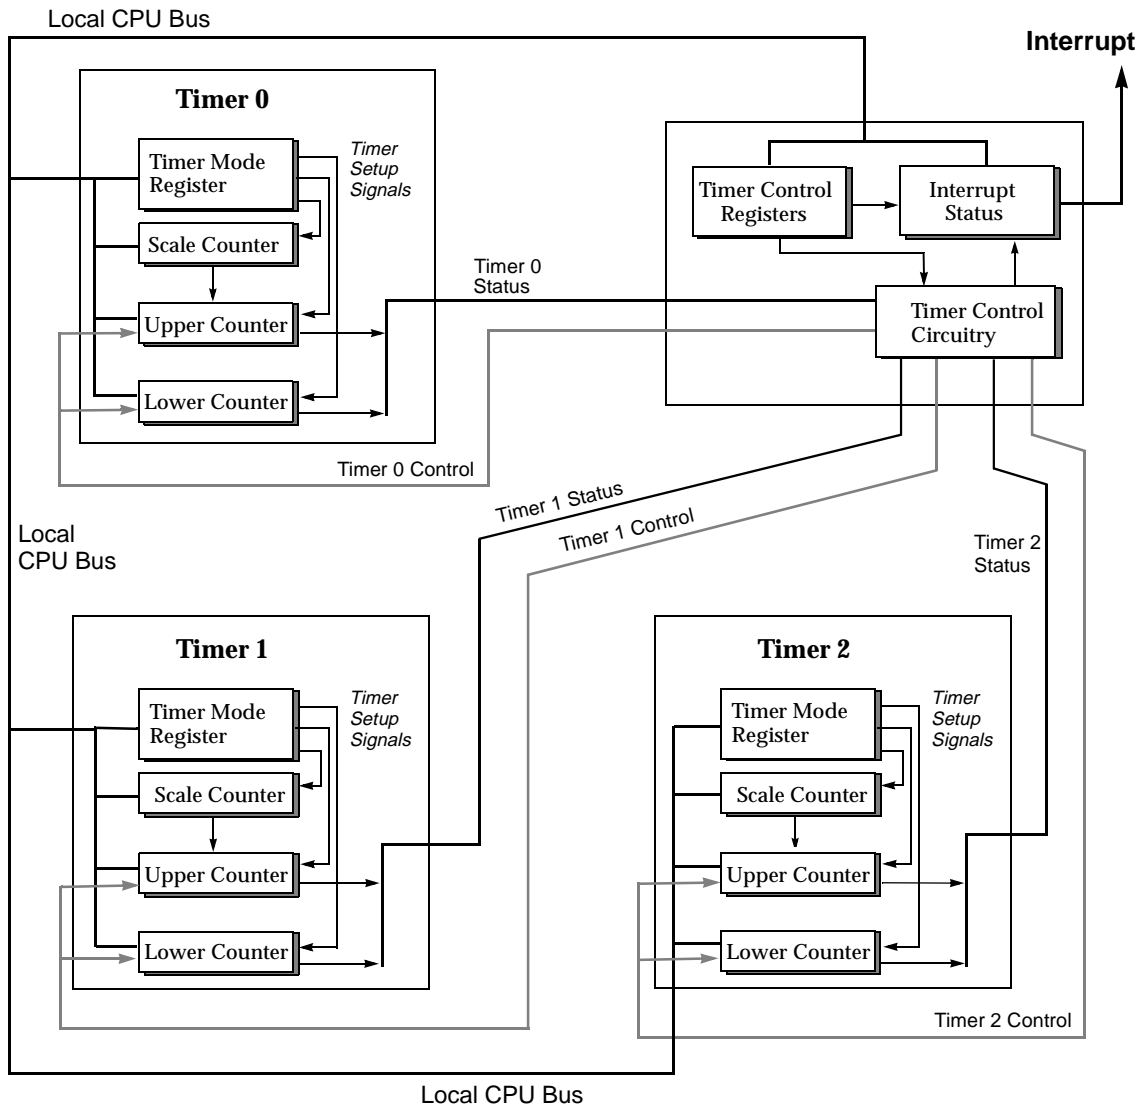 Local CPU Bus
Interrupt
Timer 0
Timer Mode
Register
Timer
Setup
Signals
Scale Counter
Upper Counter
Lower Counter
Timer Control
Registers
Interrupt
Status
Timer 0
Status
Timer Control
Circuitry
Timer 0 Control
Timer 1 Status
Timer 1 Control
Local
CPU Bus
Timer 2
Status
Timer 1
Timer Mode
Register
Timer
Setup
Signals
Scale Counter
Upper Counter
Lower Counter
Timer 2
Timer Mode
Register
Timer
Setup
Signals
Scale Counter
Upper Counter
Lower Counter
Timer 2 Control
Local CPU Bus